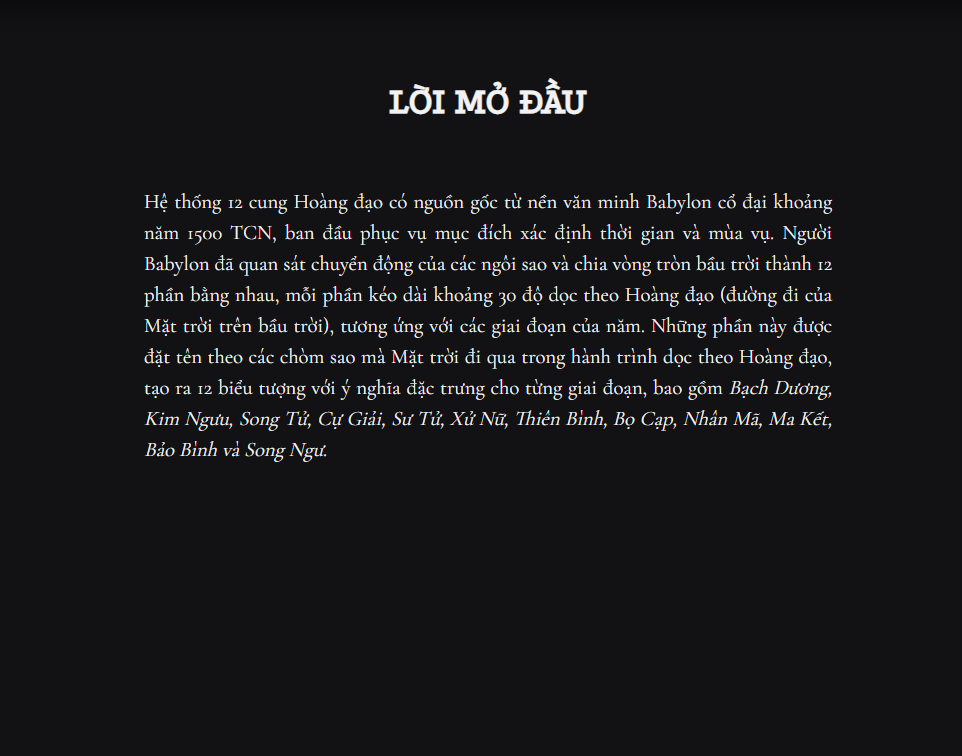 LỜI MỞ ĐẦU
Hệ thống 12 cung Hoàng đạo có nguồn gốc từ nền văn minh Babylon cổ đại khoảng
năm 1500 TCN, ban đầu phục vụ mục đích xác định thời gian và mùa vụ. Người
Babylon đã quan sát chuyển động của các ngôi sao và chia vòng tròn bầu trời thành 12
phần bằng nhau, mỗi phần kéo dài khoảng 30 độ dọc theo Hoàng đạo (đường đi của
Mặt trời trên bầu trời), tương ứng với các giai đoạn của năm. Những phần này được
đặt tên theo các chòm sao mà Mặt trời đi qua trong hành trình dọc theo Hoàng đạo,
tạo ra 12 biểu tượng với ý nghĩa đặc trưng cho từng giai đoạn, bao gồm Bạch Dương,
Kim Ngưu, Song Tử, Cự Giải, Sư Tử, Xử Nữ, Thiên Bình, Bọ Cạp, Nhân Mã, Ma Kết,
Bảo Bình và Song Ngư.